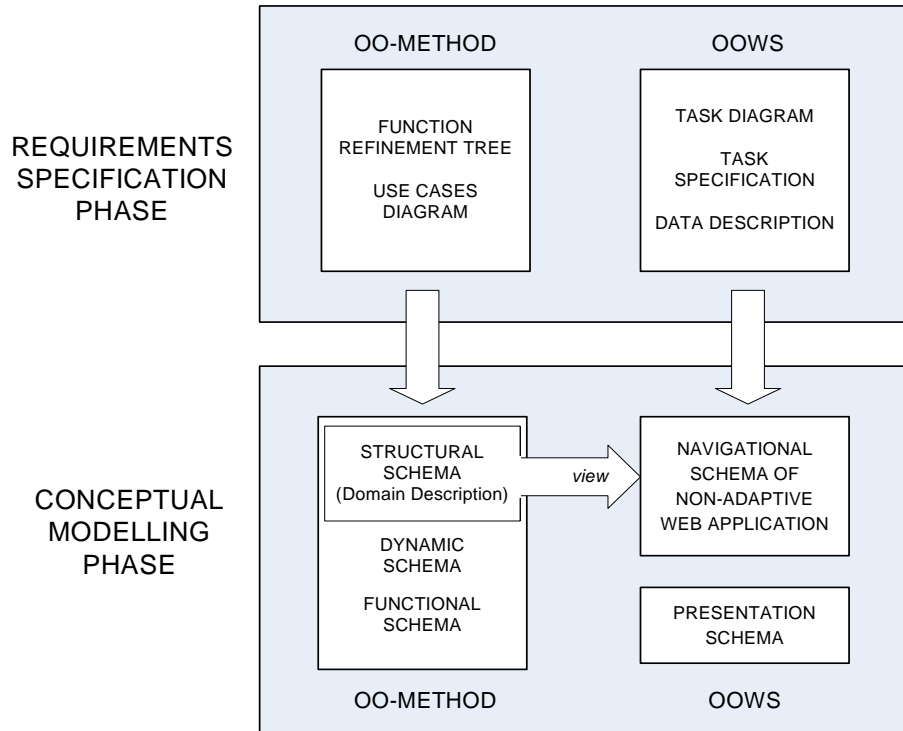 OO-METHOD
OOWS
REQUIREMENTS
SPECIFICATION
PHASE
FUNCTION
REFINEMENT TREE
USE CASES
DIAGRAM
TASK DIAGRAM
TASK
SPECIFICATION
DATA DESCRIPTION
CONCEPTUAL
MODELLING
PHASE
STRUCTURAL
SCHEMA
(Domain Description)
view
NAVIGATIONAL
SCHEMA OF
NON-ADAPTIVE
WEB APPLICATION
DYNAMIC
SCHEMA
FUNCTIONAL
SCHEMA
PRESENTATION
SCHEMA
OO-METHOD
OOWS